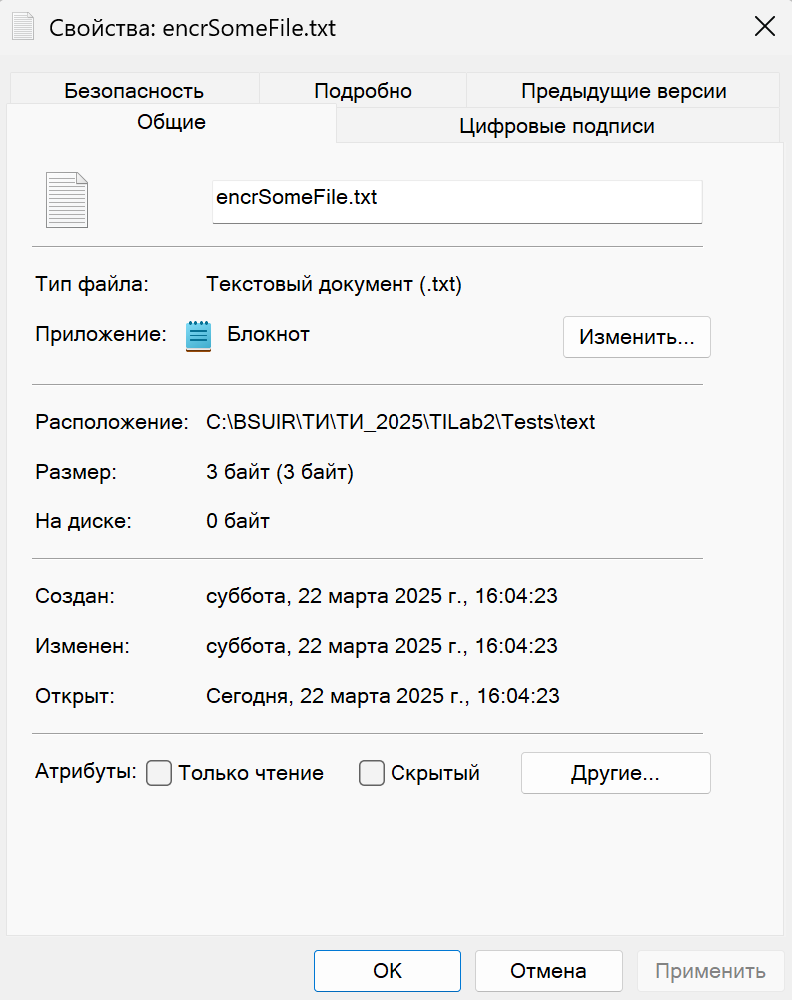 Свойства: encrSomeFile.txt
Безопасность Подробно Предыдущие версии
Общие Цифровые подписи
encrSomeFile.txt
Тип файла: Текстовый документ (.txt)
Приложение: Блокнот Изменить...
Расположение: C:\BSUIR\ТИ\ТИ_2025\TILab2\Tests\text
Размер: 3 байт (3 байт)
На диске: 0 байт
Создан: суббота, 22 марта 2025 г., 16:04:23
Изменен: суббота, 22 марта 2025 г., 16:04:23
Открыт: Сегодня, 22 марта 2025 г., 16:04:23
Атрибуты: Только чтение Скрытый Другие...
ОК Отмена Применить